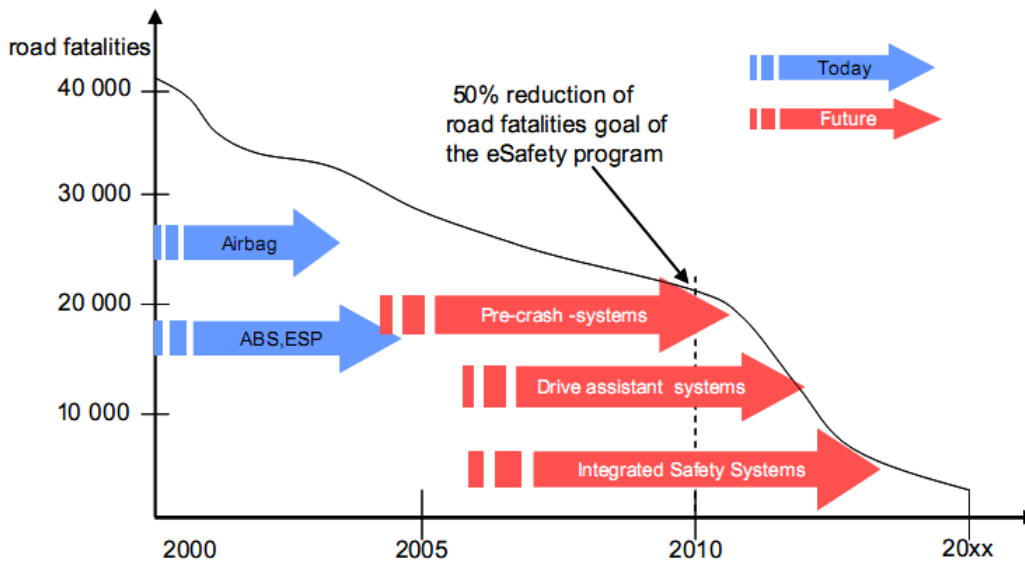 road fatalities
40 000
30 000
20 000
10 000
50% reduction of
road fatalities goal of
the eSafety program
Today
Future
Airbag
ABS,ESP
Pre-crash -systems
Drive assistant systems
Integrated Safety Systems
2000
2005
2010
20xx